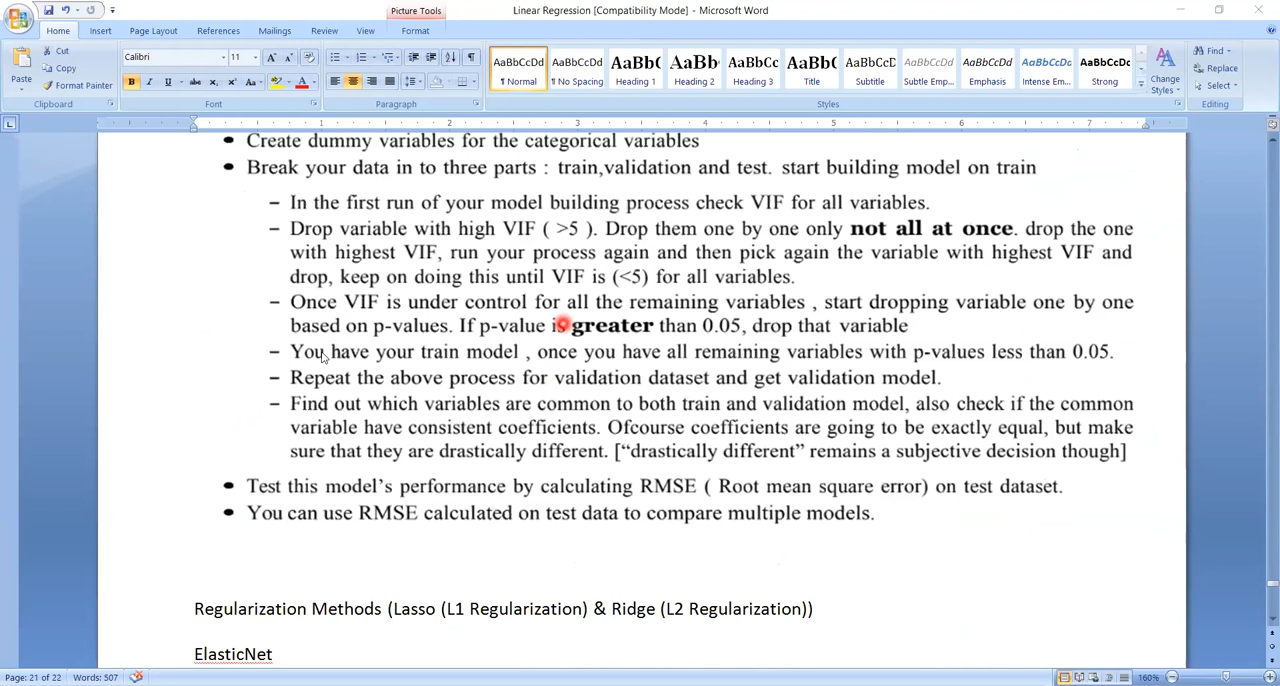 Picture Tools
Linear Regression [Compatibility Mode] - Microsoft Word
Home Insert Page Layout References Mailings Review View Format
Paste
Cut
Copy
Format Painter
Clipboard
Calibri 11
Font
Paragraph
AaBbCcDd AaBbCcDd AaBb( AaBb AaBbCc AaBb( AaBbCcD AaBbCcDd AaBbCcDd AaBbCcDd AaBbCcDc
¶ Normal ¶ No Spacing Heading 1 Heading 2 Heading 3 Title Subtitle Subtle Emp... Emphasis Intense Em... Strong
Styles
Change Styles
Find
Replace
Select
Editing
1 2 3 4 5 6 7
• Create dummy variables for the categorical variables
• Break your data in to three parts : train,validation and test. start building model on train
– In the first run of your model building process check VIF for all variables.
– Drop variable with high VIF ( >5 ). Drop them one by one only not all at once. drop the one
with highest VIF, run your process again and then pick again the variable with highest VIF and
drop, keep on doing this until VIF is (<5) for all variables.
– Once VIF is under control for all the remaining variables , start dropping variable one by one
based on p-values. If p-value is greater than 0.05, drop that variable
– You have your train model , once you have all remaining variables with p-values less than 0.05.
– Repeat the above process for validation dataset and get validation model.
– Find out which variables are common to both train and validation model, also check if the common
variable have consistent coefficients. Ofcourse coefficients are going to be exactly equal, but make
sure that they are drastically different. [“drastically different” remains a subjective decision though]
• Test this model’s performance by calculating RMSE ( Root mean square error) on test dataset.
• You can use RMSE calculated on test data to compare multiple models.
Regularization Methods (Lasso (L1 Regularization) & Ridge (L2 Regularization))
ElasticNet
Page: 21 of 22 Words: 507 160%